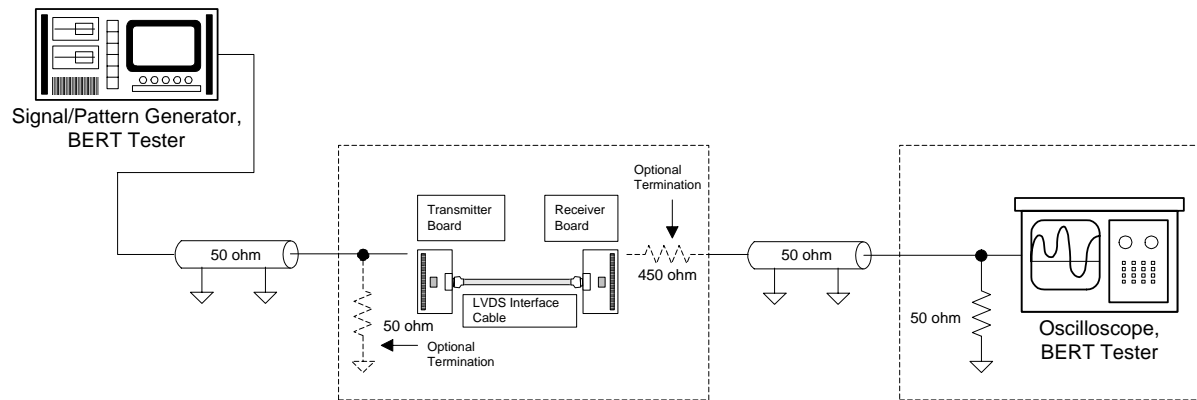 Signal/Pattern Generator,
BERT Tester
50 ohm
Transmitter
Board
Receiver
Board
Optional
Termination
450 ohm
LVDS Interface
Cable
50 ohm
Optional
Termination
50 ohm
50 ohm
Oscilloscope,
BERT Tester